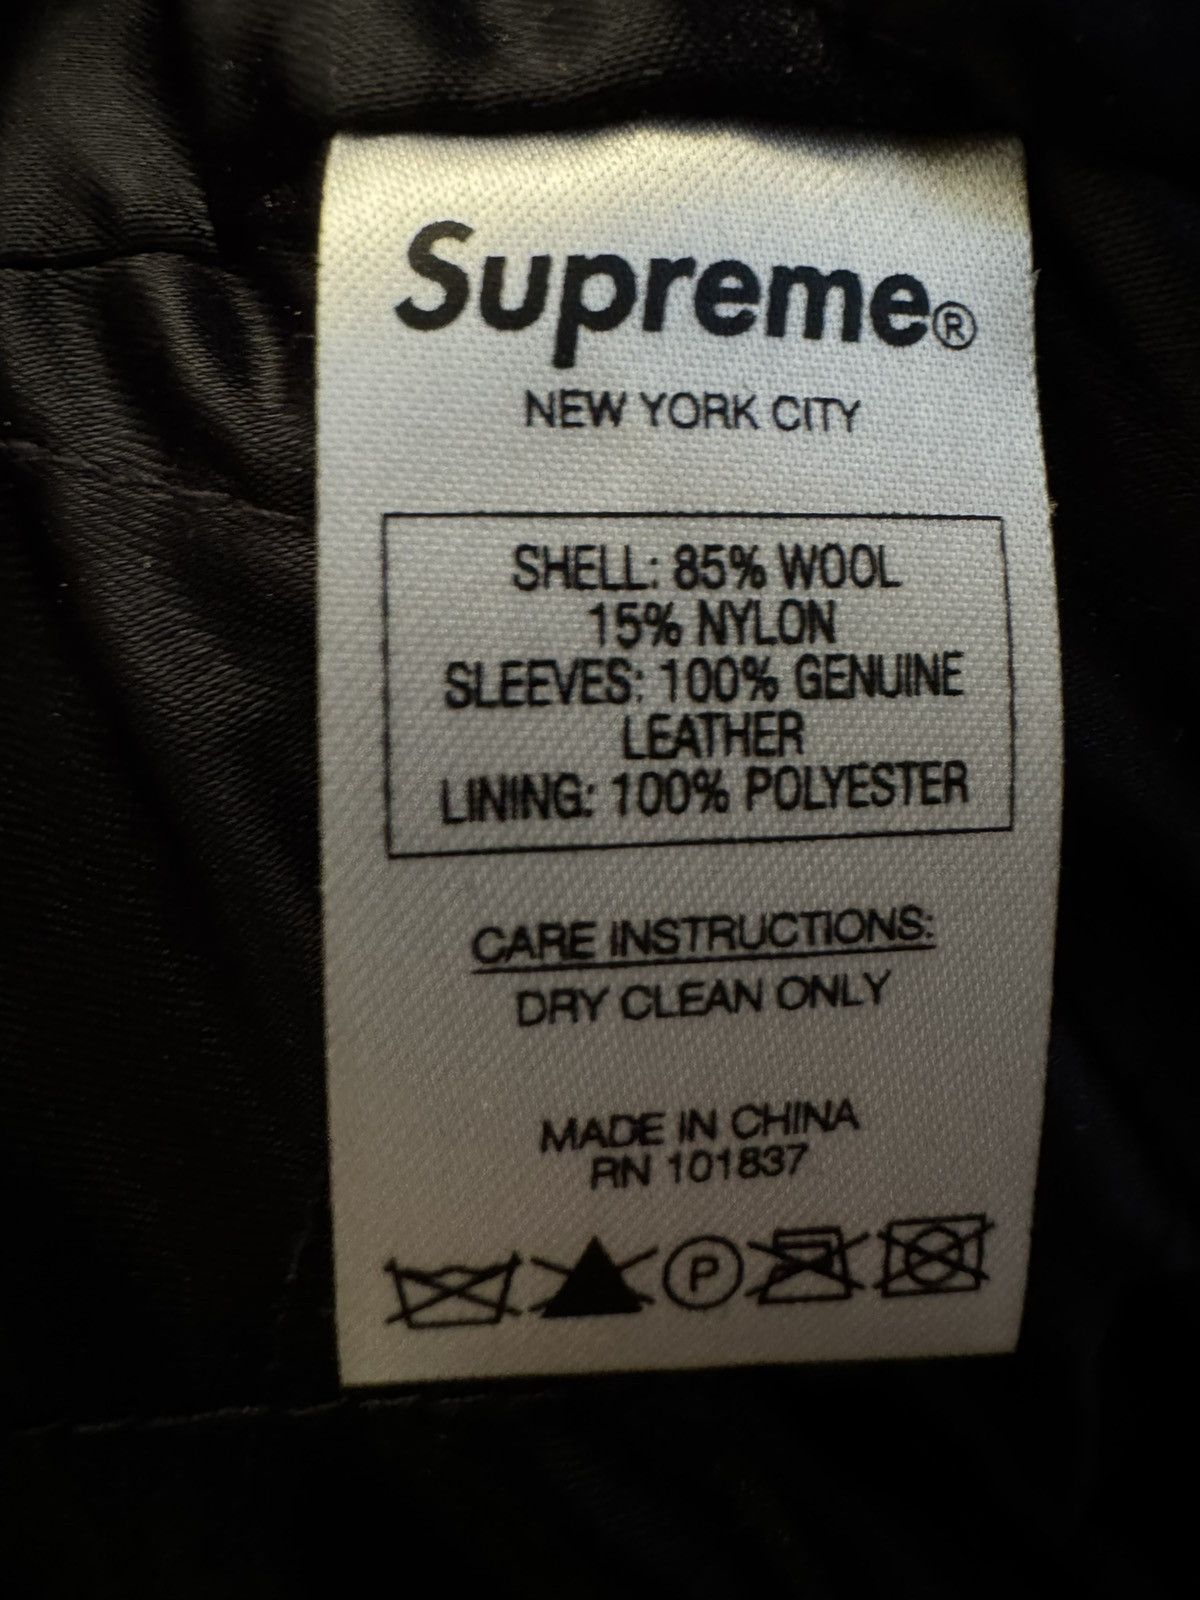 Supreme®
NEW YORK CITY
SHELL: 85% WOOL
15% NYLON
SLEEVES: 100% GENUINE
LEATHER
LINING: 100% POLYESTER
CARE INSTRUCTIONS:
DRY CLEAN ONLY
MADE IN CHINA
RN 101837
P